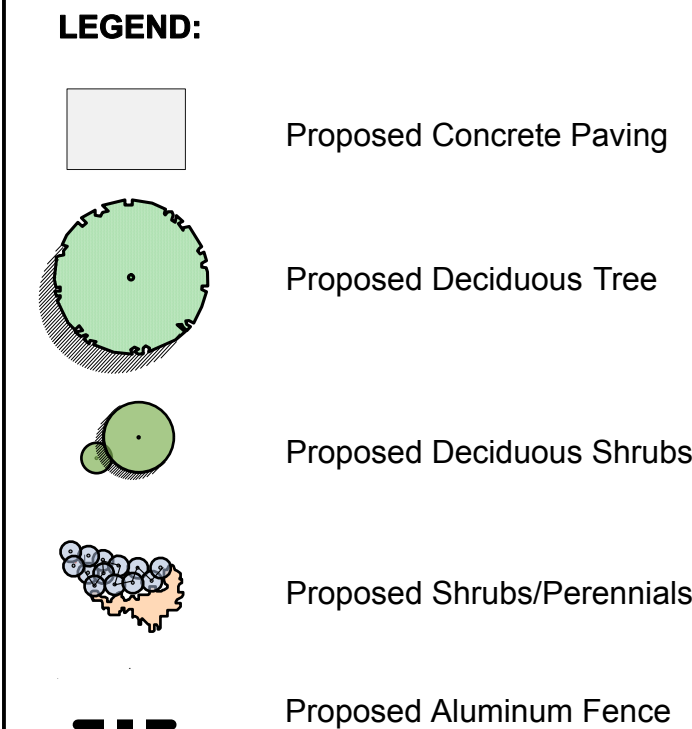 LEGEND:
Proposed Concrete Paving
Proposed Deciduous Tree
Proposed Deciduous Shrubs
Proposed Shrubs/Perennials
Proposed Aluminum Fence